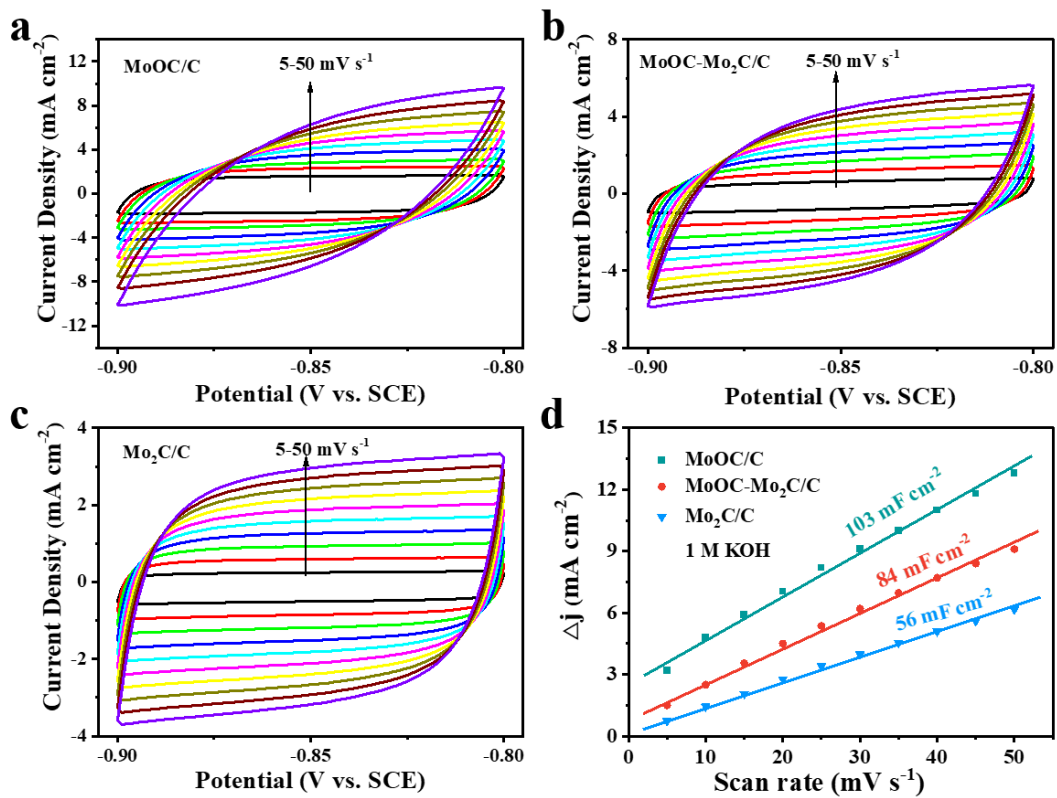 a
MoOC/C
5-50 mV s⁻¹
Current Density (mA cm⁻²)
12
8
4
0
-4
-8
-12
-0.90
-0.85
-0.80
Potential (V vs. SCE)
b
MoOC-Mo₂C/C
5-50 mV s⁻¹
Current Density (mA cm⁻²)
8
4
0
-4
-8
-0.90
-0.85
-0.80
Potential (V vs. SCE)
c
Mo₂C/C
5-50 mV s⁻¹
Current Density (mA cm⁻²)
4
2
0
-2
-4
-0.90
-0.85
-0.80
Potential (V vs. SCE)
d
MoOC/C
MoOC-Mo₂C/C
Mo₂C/C
1 M KOH
103 mF cm⁻²
84 mF cm⁻²
56 mF cm⁻²
△j (mA cm⁻²)
15
12
9
6
3
0
0
10
20
30
40
50
Scan rate (mV s⁻¹)